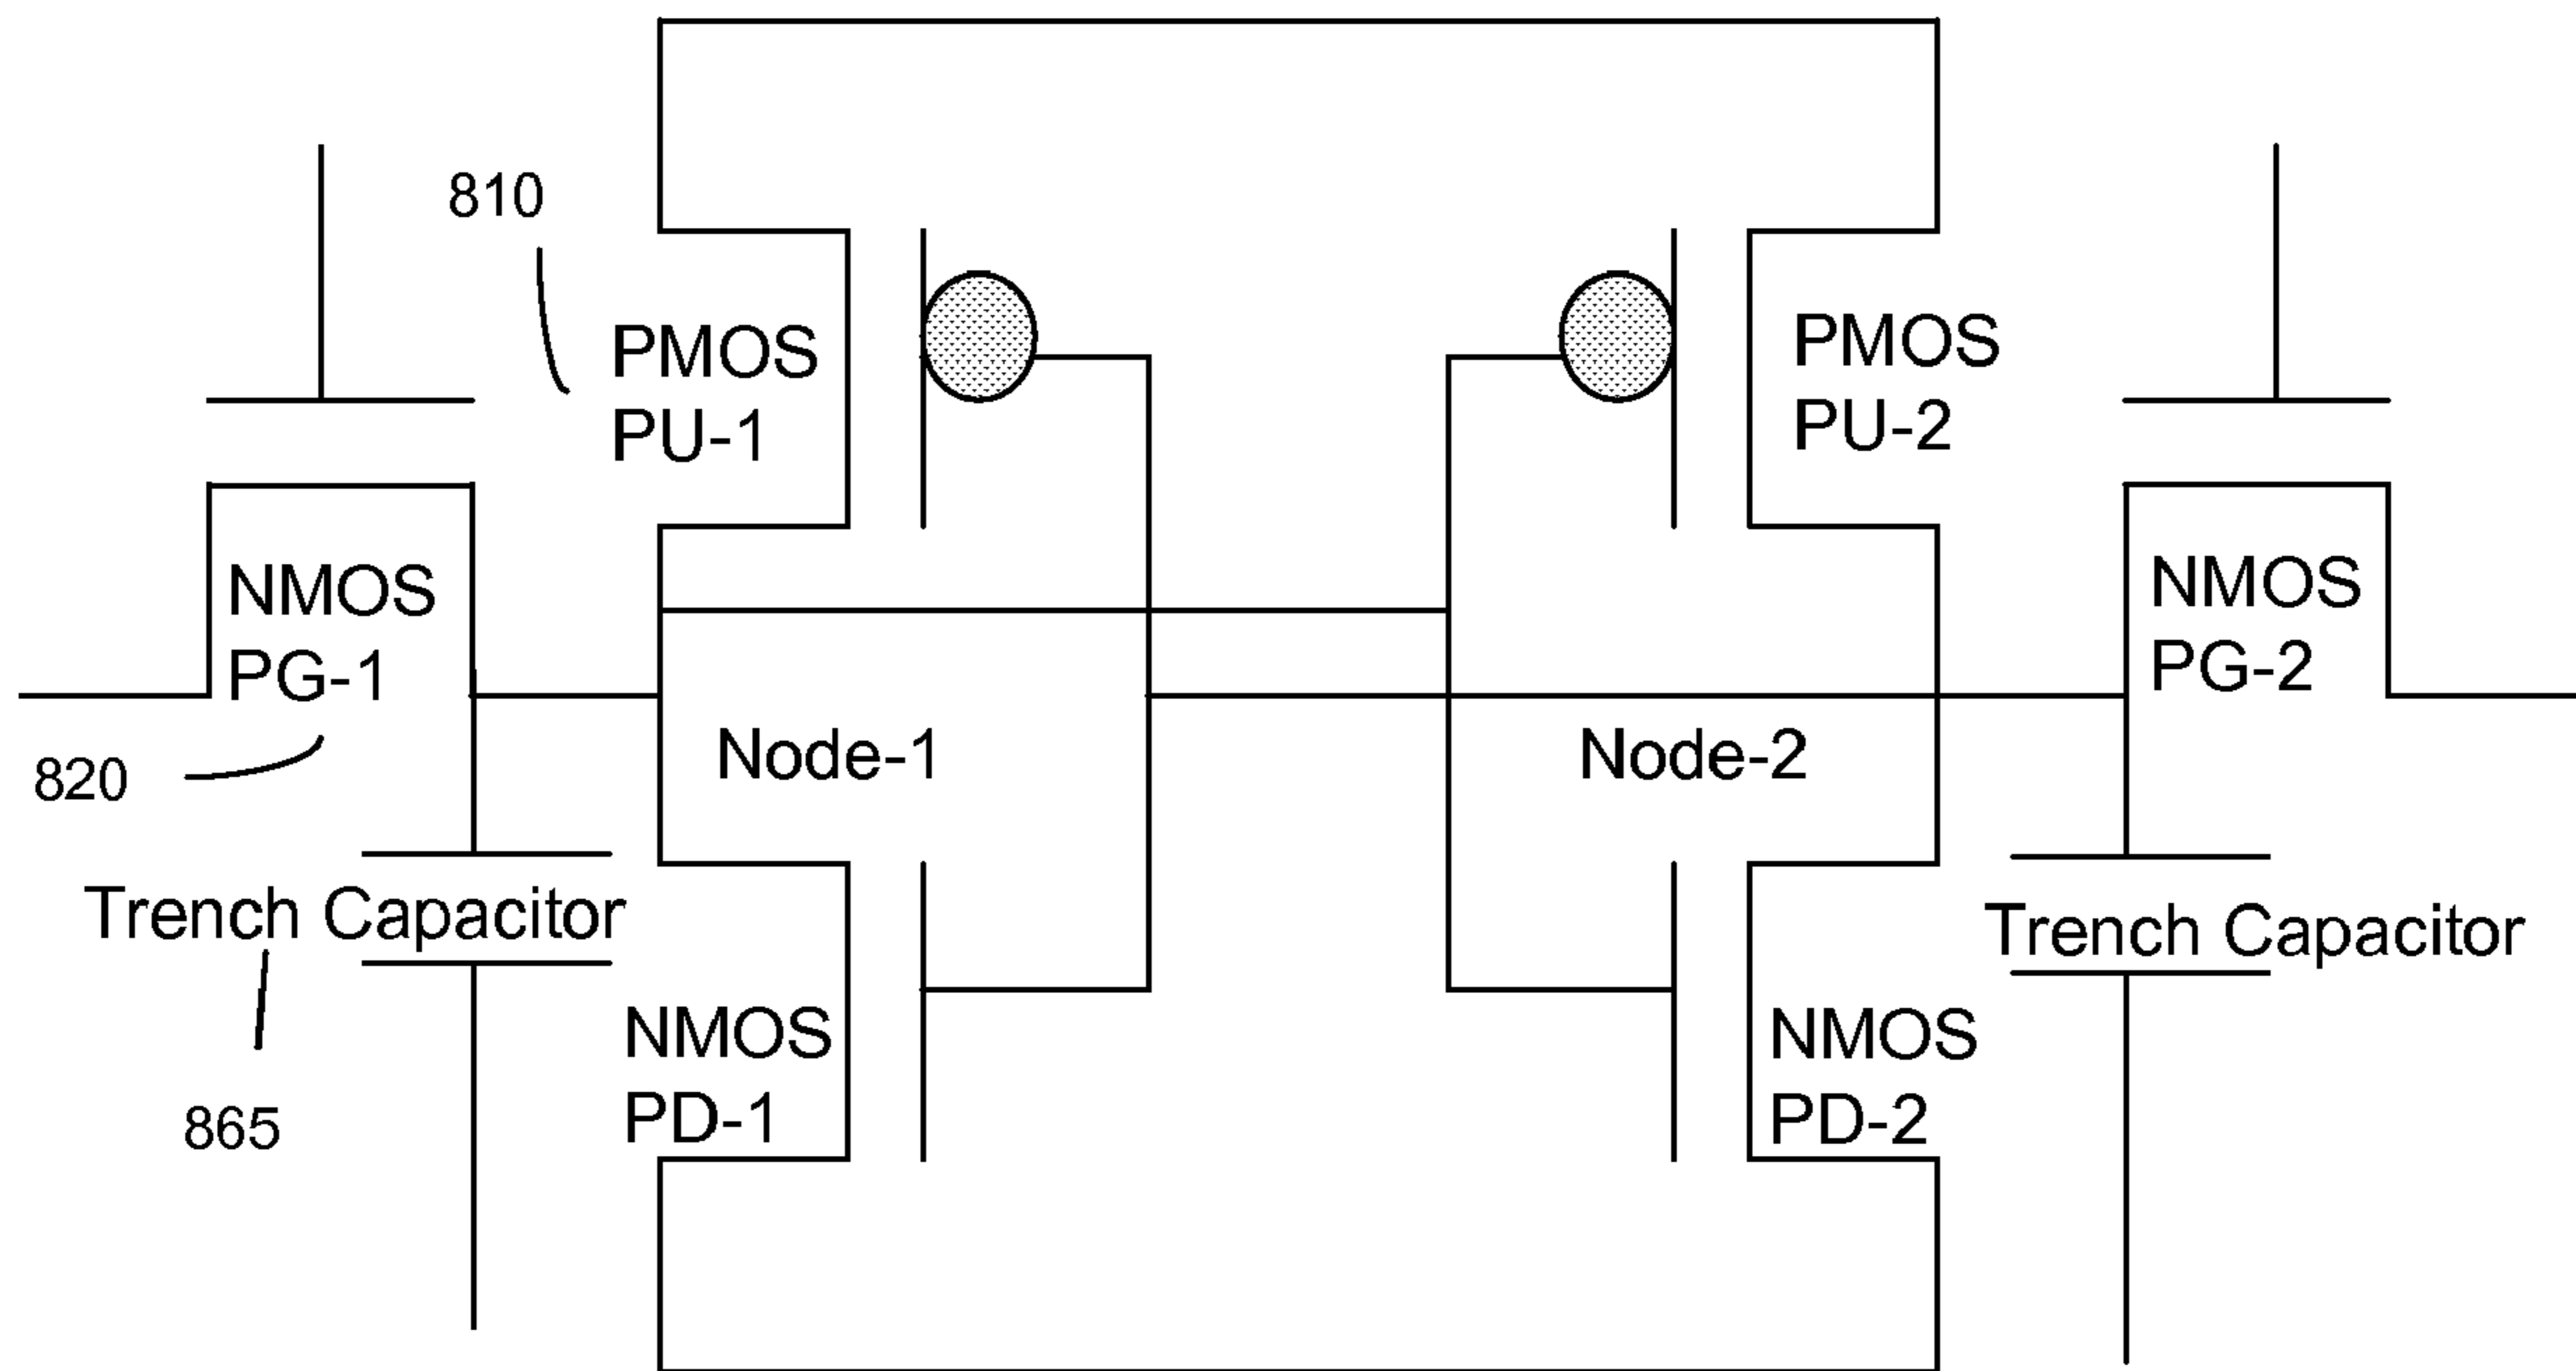 810
PMOS
PU-1
PMOS
PU-2
NMOS
PG-1
NMOS
PG-2
820
Node-1
Node-2
Trench Capacitor
Trench Capacitor
865
NMOS
PD-1
NMOS
PD-2